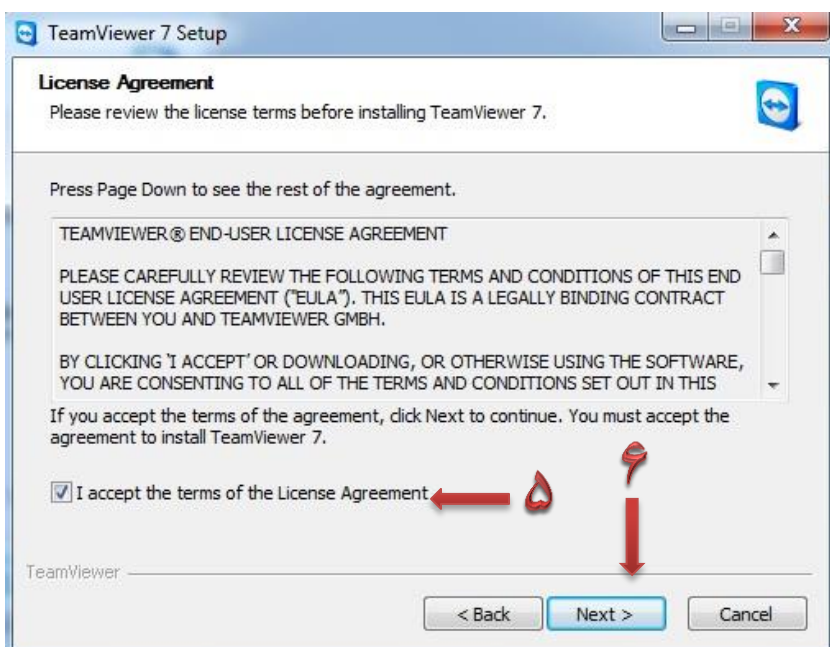 TeamViewer 7 Setup
License Agreement
Please review the license terms before installing TeamViewer 7.
Press Page Down to see the rest of the agreement.
TEAMVIEWER® END-USER LICENSE AGREEMENT
PLEASE CAREFULLY REVIEW THE FOLLOWING TERMS AND CONDITIONS OF THIS END
USER LICENSE AGREEMENT ("EULA"). THIS EULA IS A LEGALLY BINDING CONTRACT
BETWEEN YOU AND TEAMVIEWER GMBH.
BY CLICKING 'I ACCEPT' OR DOWNLOADING, OR OTHERWISE USING THE SOFTWARE,
YOU ARE CONSENTING TO ALL OF THE TERMS AND CONDITIONS SET OUT IN THIS
If you accept the terms of the agreement, click Next to continue. You must accept the
agreement to install TeamViewer 7.
۶
I accept the terms of the License Agreement ۵
TeamViewer
< Back Next > Cancel